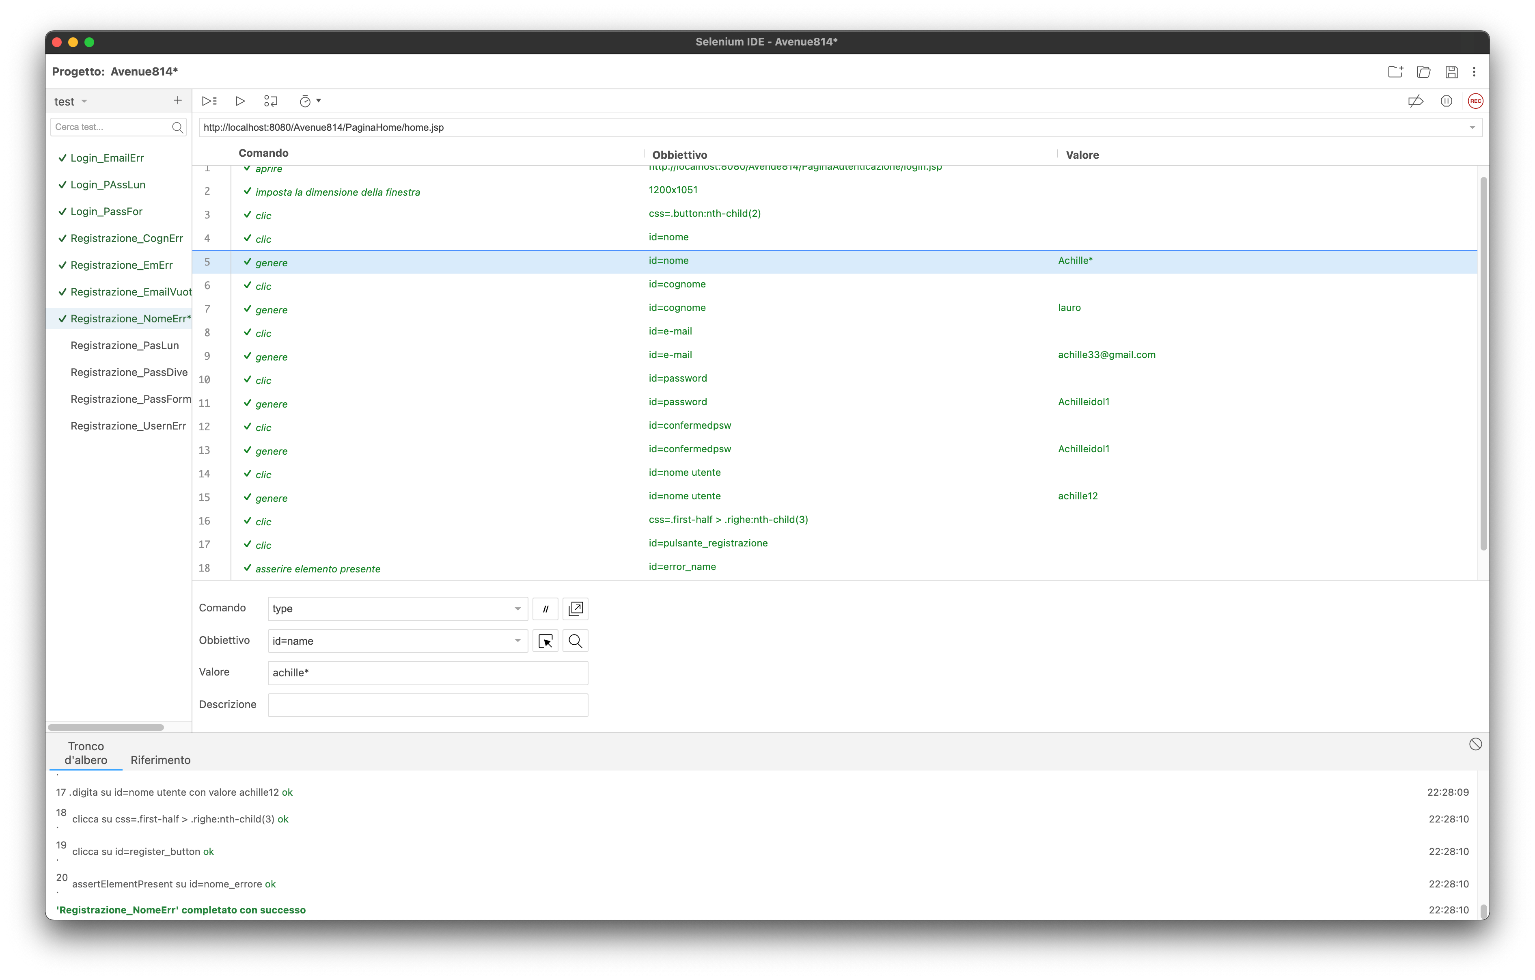 Selenium IDE - Avenue814*
Progetto: Avenue814*
test
REC
Cerca test...
http://localhost:8080/Avenue814/PaginaHome/home.jsp
Login_EmailErr
Login_PAssLun
Login_PassFor
Registrazione_CognErr
Registrazione_EmErr
Registrazione_EmailVuot
Registrazione_NomeErr*
Registrazione_PasLun
Registrazione_PassDive
Registrazione_PassForm
Registrazione_UsernErr
Comando Obbiettivo Valore
1 aprire http://localhost:8080/Avenue814/PaginaAutenticazione/login.jsp
2 imposta la dimensione della finestra 1200x1051
3 clic css=.button:nth-child(2)
4 clic id=nome
5 genere id=nome Achille*
6 clic id=cognome
7 genere id=cognome lauro
8 clic id=e-mail
9 genere id=e-mail achille33@gmail.com
10 clic id=password
11 genere id=password Achilleidol1
12 clic id=confermedpsw
13 genere id=confermedpsw Achilleidol1
14 clic id=nome utente
15 genere id=nome utente achille12
16 clic css=.first-half > .righe:nth-child(3)
17 clic id=pulsante_registrazione
18 asserire elemento presente id=error_name
Comando type //
Obbiettivo id=name
Valore achille*
Descrizione
Tronco
d'albero Riferimento
17 .digita su id=nome utente con valore achille12 ok 22:28:09
18 . clicca su css=.first-half > .righe:nth-child(3) ok 22:28:10
19 . clicca su id=register_button ok 22:28:10
20 . assertElementPresent su id=nome_errore ok 22:28:10
'Registrazione_NomeErr' completato con successo 22:28:10